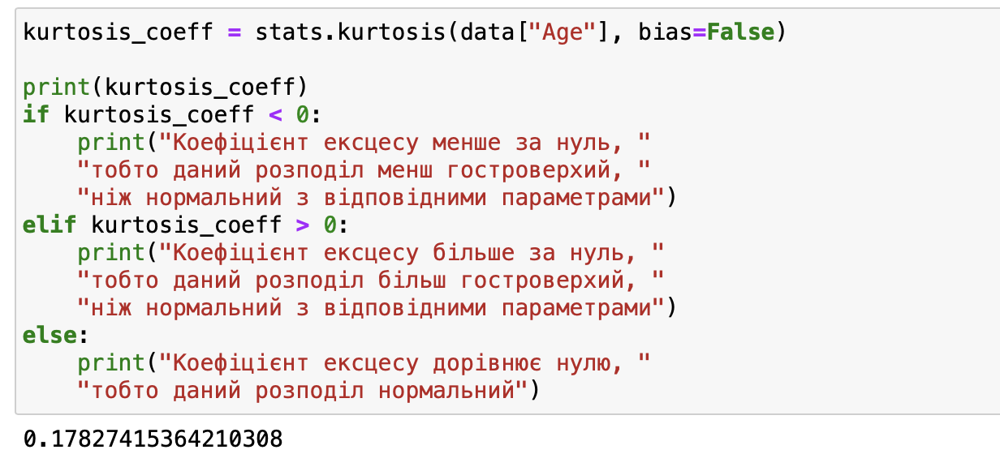 kurtosis_coeff = stats.kurtosis(data["Age"], bias=False)
print(kurtosis_coeff)
if kurtosis_coeff < 0:
    print("Коефіцієнт ексцесу менше за нуль, "
    "тобто даний розподіл менш гостроверхий, "
    "ніж нормальний з відповідними параметрами")
elif kurtosis_coeff > 0:
    print("Коефіцієнт ексцесу більше за нуль, "
    "тобто даний розподіл більш гостроверхий, "
    "ніж нормальний з відповідними параметрами")
else:
    print("Коефіцієнт ексцесу дорівнює нулю, "
    "тобто даний розподіл нормальний")
0.17827415364210308